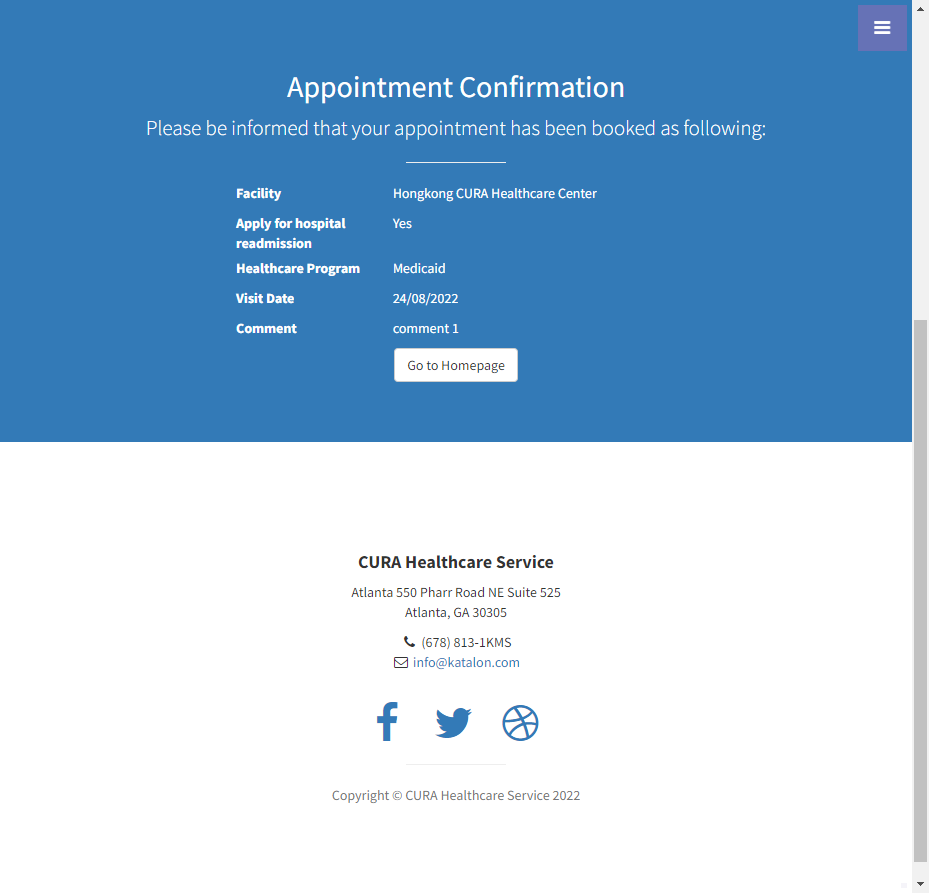 Appointment Confirmation
Please be informed that your appointment has been booked as following:
Facility Hongkong CURA Healthcare Center
Apply for hospital readmission Yes
Healthcare Program Medicaid
Visit Date 24/08/2022
Comment comment 1
Go to Homepage
CURA Healthcare Service
Atlanta 550 Pharr Road NE Suite 525
Atlanta, GA 30305
(678) 813-1KMS
info@katalon.com
Copyright © CURA Healthcare Service 2022